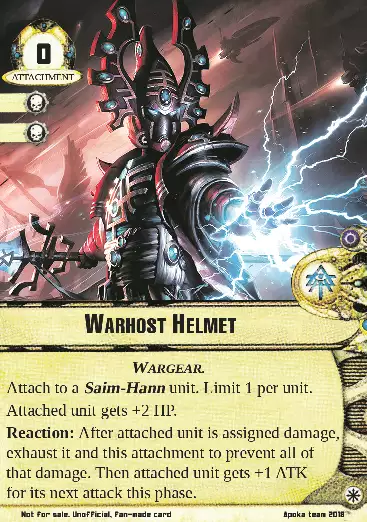 0
ATTACHMENT
WARHOST HELMET
WARGEAR.
Attach to a Saim-Hann unit. Limit 1 per unit.
Attached unit gets +2 HP.
Reaction: After attached unit is assigned damage,
exhaust it and this attachment to prevent all of
that damage. Then attached unit gets +1 ATK
for its next attack this phase.
Not for sale. Unofficial, fan-made card
Apoka team 2018